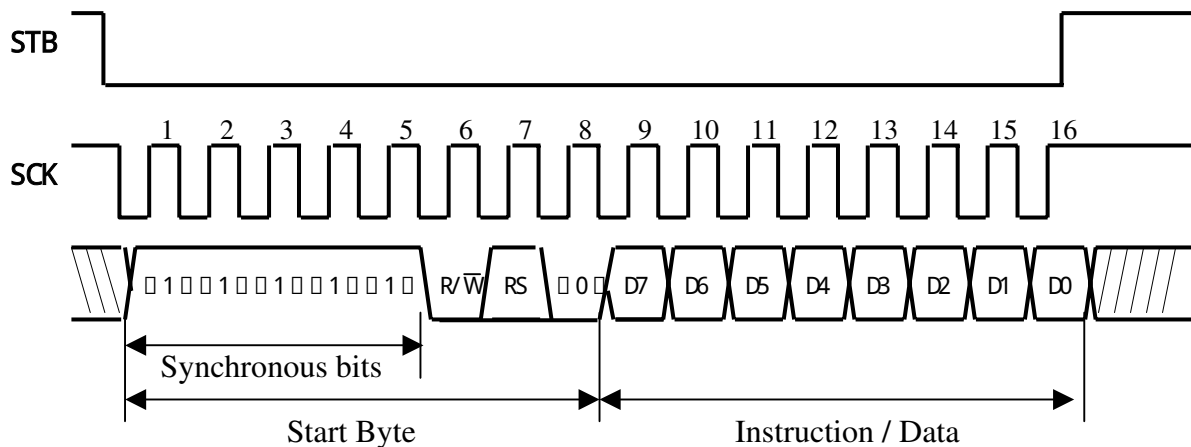 STB
1 2 3 4 5 6 7 8 9 10 11 12 13 14 15 16
SCK
□1□ □1□ □1□ □1□ □1□ R/W̅ RS □0□ D7 D6 D5 D4 D3 D2 D1 D0
Synchronous bits
Start Byte Instruction / Data